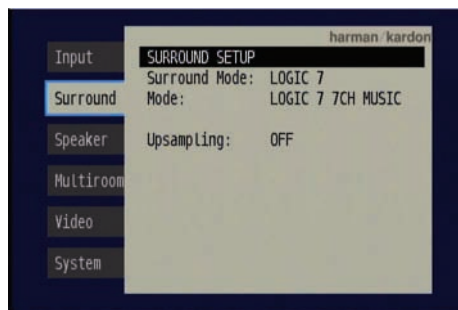 harman/kardon
Input
Surround
Speaker
Multiroom
Video
System
SURROUND SETUP
Surround Mode: LOGIC 7
Mode: LOGIC 7 7CH MUSIC
Upsampling: OFF